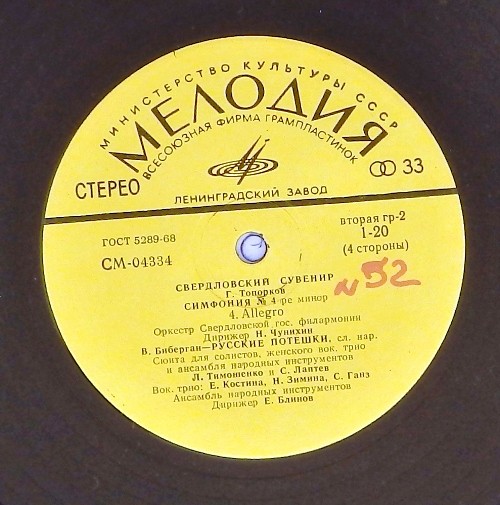 МИНИСТЕРСТВО КУЛЬТУРЫ СССР
МЕЛОДИЯ
ВСЕСОЮЗНАЯ ФИРМА ГРАМПЛАСТИНОК
СТЕРЕО
33
ЛЕНИНГРАДСКИЙ ЗАВОД
ГОСТ 5289-68
СМ-04334
вторая гр-2
1-20
(4 стороны)
№52
СВЕРДЛОВСКИЙ СУВЕНИР
Г. Топорков
СИМФОНИЯ № 4 ре минор
4. Allegro
Оркестр Свердловской гос. филармонии
Дирижер Н. Чунихин
В. Биберган—РУССКИЕ ПОТЕШКИ, сл. нар.
Сюита для солистов, женского вок. трио
и ансамбля народных инструментов
Л. Тимошенко и С. Лаптев
Вок. трио: Е. Костина, Н. Зимина, С. Ганз
Ансамбль народных инструментов
Дирижер Е. Блинов